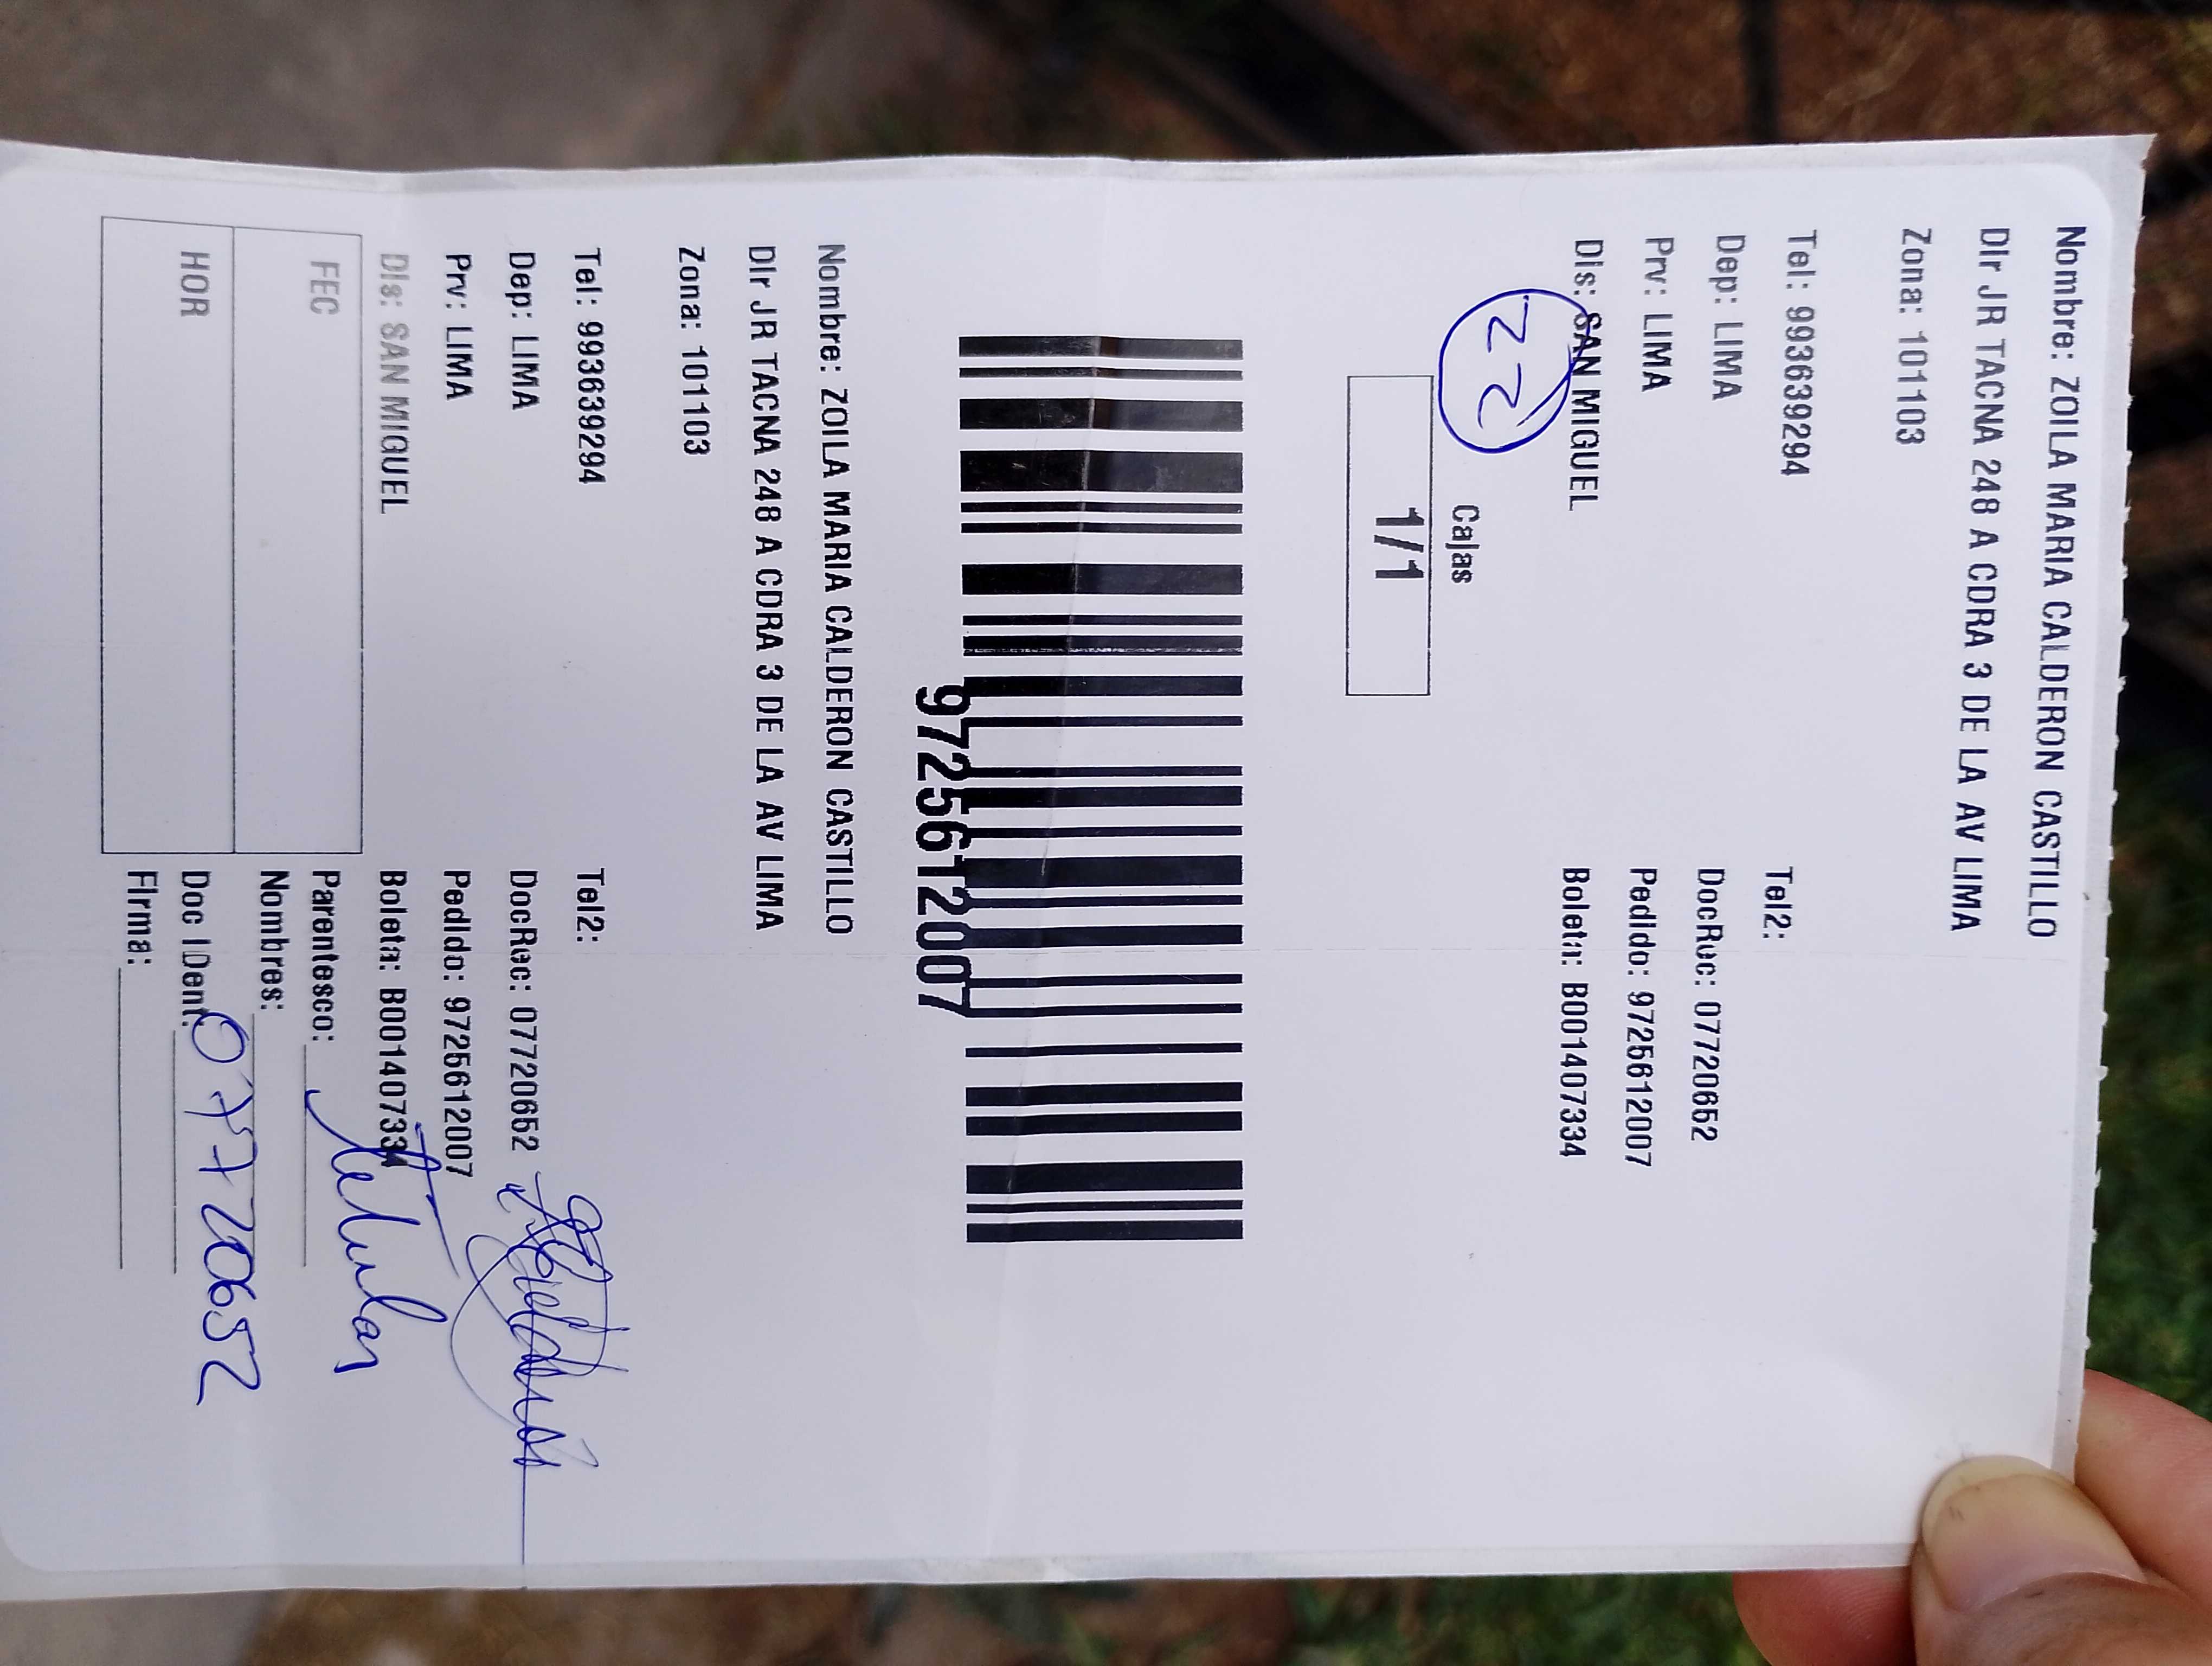 Nombre: ZOILA MARIA CALDERON CASTILLO
Dir JR TACNA 248 A CDRA 3 DE LA AV LIMA
Zona: 101103
Tel: 993639294 Tel2:
Dep: LIMA DocRec: 07720652
Prv: LIMA Pedido: 9725612007
Dis: SAN MIGUEL Boleta: B001407334
22
Cajas
1/1
9725612007
Nombre: ZOILA MARIA CALDERON CASTILLO
Dir JR TACNA 248 A CDRA 3 DE LA AV LIMA
Zona: 101103
Tel: 993639294 Tel2:
Dep: LIMA DocRec: 07720652
Prv: LIMA Pedido: 9725612007
Dis: SAN MIGUEL Boleta: B001407334
FEC Parentesco: Titular
Nombres:
HOR Doc IDent: 07720652
Firma: